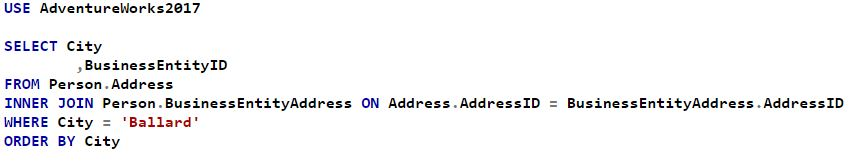 USE AdventureWorks2017
SELECT City
,BusinessEntityID
FROM Person.Address
INNER JOIN Person.BusinessEntityAddress ON Address.AddressID = BusinessEntityAddress.AddressID
WHERE City = 'Ballard'
ORDER BY City